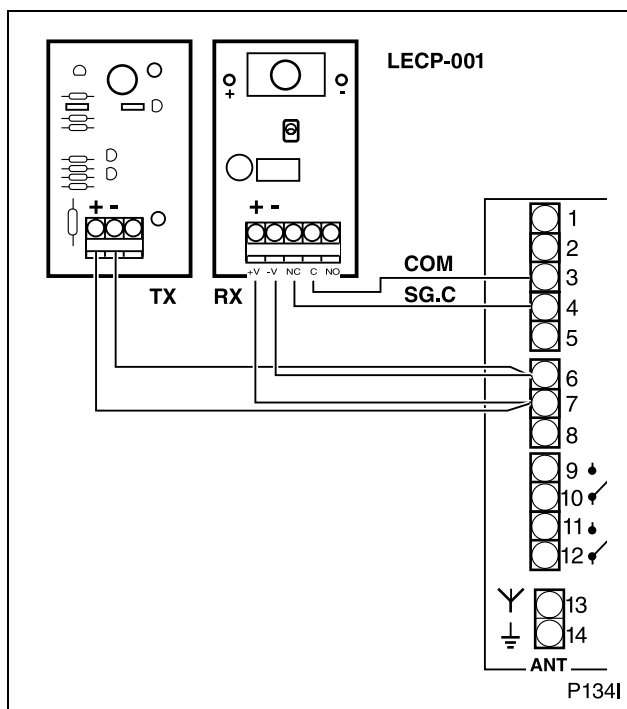 LECP-001
+ -
+ -
+ -
TX RX
+V -V NC C NO
COM
SG.C
1
2
3
4
5
6
7
8
9
10
11
12
13
14
ANT
P134I